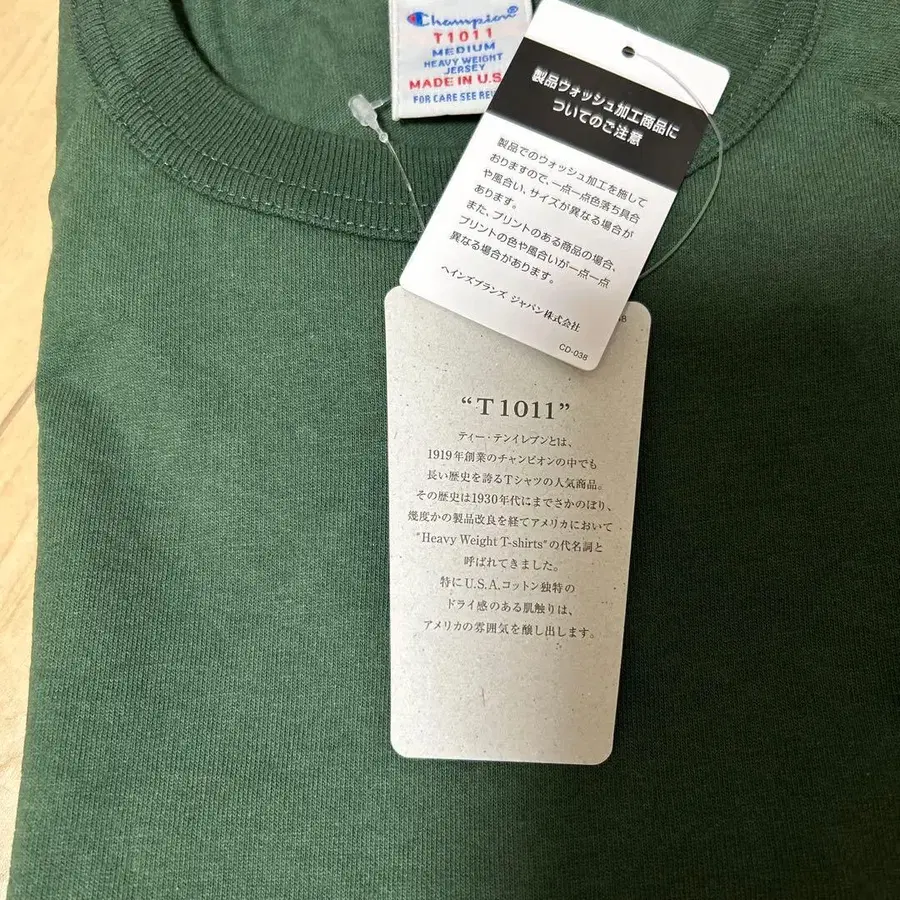 Champion
T1011
MEDIUM
HEAVY WEIGHT
JERSEY
MADE IN U.S.
FOR CARE SEE
製品ウォッシュ加工商品に
ついてのご注意
製品でのウォッシュ加工を施して
おりますので、一点一点色落ち具合
や風合い、サイズが異なる場合が
あります。
また、プリントのある商品の場合、
プリントの色や風合いが一点一点
異なる場合があります。
ヘインズブランズ ジャパン株式会社
CD-038
“T1011”
ティー・テンイレブンとは、
1919年創業のチャンピオンの中でも
長い歴史を誇るTシャツの人気商品。
その歴史は1930年代にまでさかのぼり、
幾度かの製品改良を経てアメリカにおいて
"Heavy Weight T-shirts"の代名詞と
呼ばれてきました。
特にU.S.A.コットン独特の
ドライ感のある肌触りは、
アメリカの雰囲気を醸し出します。